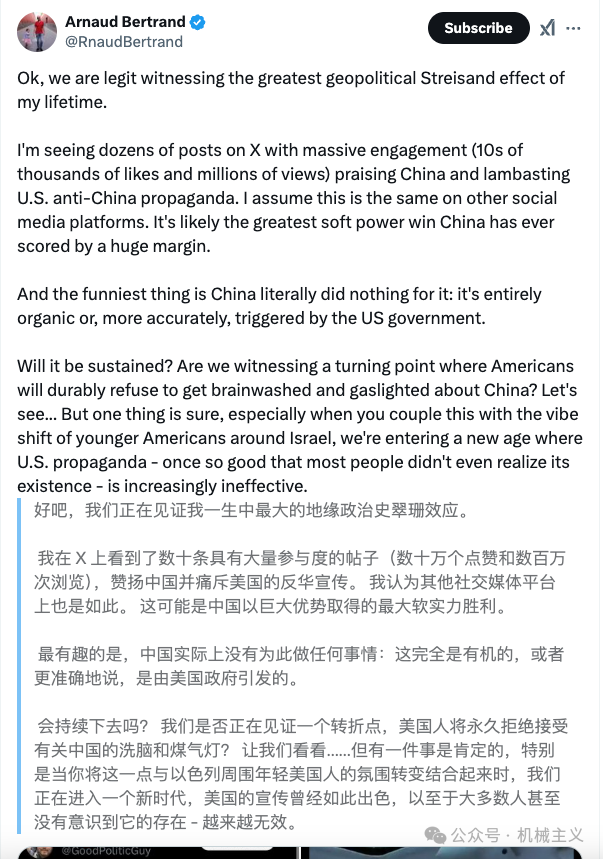 Arnaud Bertrand
@RnaudBertrand
Subscribe
Ok, we are legit witnessing the greatest geopolitical Streisand effect of
my lifetime.
I'm seeing dozens of posts on X with massive engagement (10s of
thousands of likes and millions of views) praising China and lambasting
U.S. anti-China propaganda. I assume this is the same on other social
media platforms. It's likely the greatest soft power win China has ever
scored by a huge margin.
And the funniest thing is China literally did nothing for it: it's entirely
organic or, more accurately, triggered by the US government.
Will it be sustained? Are we witnessing a turning point where Americans
will durably refuse to get brainwashed and gaslighted about China? Let's
see... But one thing is sure, especially when you couple this with the vibe
shift of younger Americans around Israel, we're entering a new age where
U.S. propaganda - once so good that most people didn't even realize its
existence - is increasingly ineffective.
好吧，我们正在见证我一生中最大的地缘政治史翠珊效应。
我在 X 上看到了数十条具有大量参与度的帖子（数十万个点赞和数百万
次浏览），赞扬中国并痛斥美国的反华宣传。 我认为其他社交媒体平台
上也是如此。 这可能是中国以巨大优势取得的最大软实力胜利。
最有趣的是，中国实际上没有为此做任何事情：这完全是有机的，或者
更准确地说，是由美国政府引发的。
会持续下去吗？ 我们是否正在见证一个转折点，美国人将永久拒绝接受
有关中国的洗脑和煤气灯？ 让我们看看......但有一件事是肯定的，特别
是当你将这一点与以色列周围年轻美国人的氛围转变结合起来时，我们
正在进入一个新时代，美国的宣传曾经如此出色，以至于大多数人甚至
没有意识到它的存在 - 越来越无效。
公众号 · 机械主义
@GoodPoliticGuy